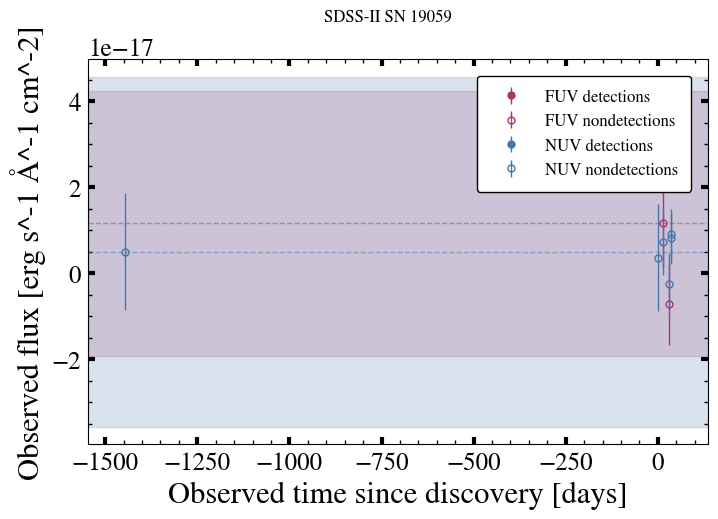 SDSS-II SN 19059
1e−17
Observed flux [erg s^-1 Å^-1 cm^-2]
4
2
0
−2
FUV detections
FUV nondetections
NUV detections
NUV nondetections
−1500 −1250 −1000 −750 −500 −250 0
Observed time since discovery [days]